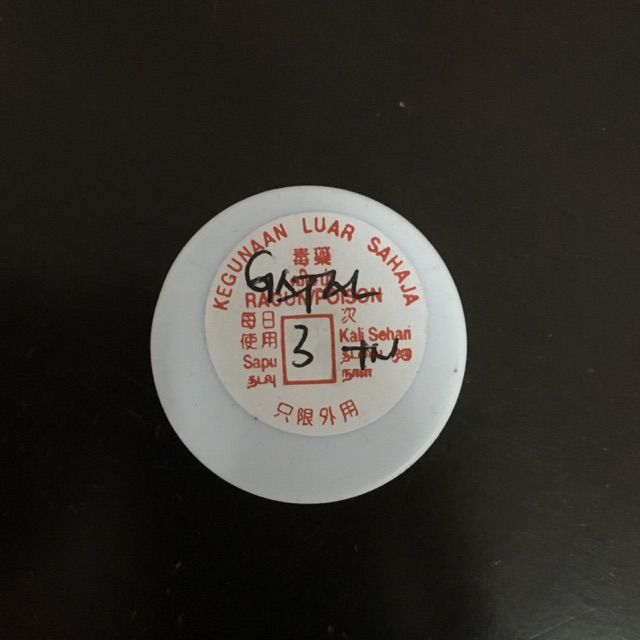 KEGUNAAN LUAR SAHAJA
毒藥
RACUN/POISON
每日 次
使用 3 Kali Sehari
Sapu
只限外用